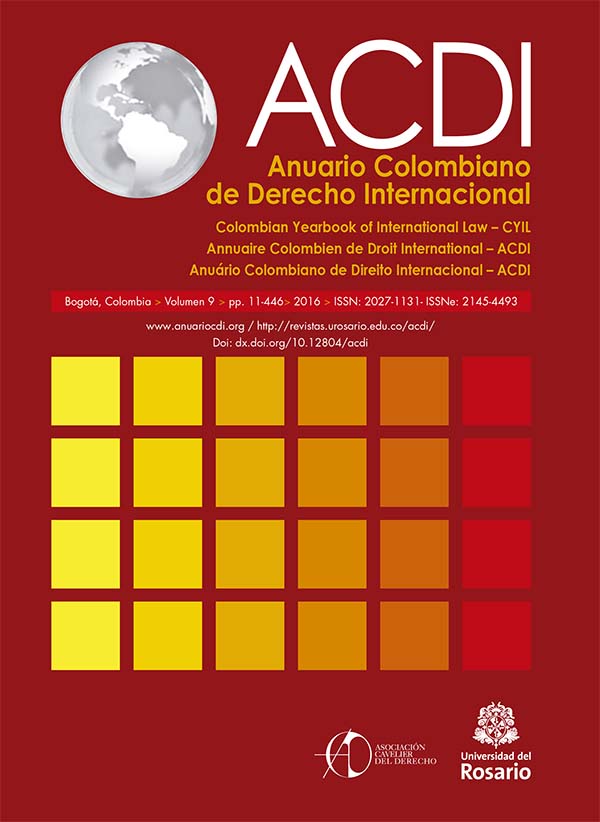 ACDI
Anuario Colombiano
de Derecho Internacional
Colombian Yearbook of International Law – CYIL
Annuaire Colombien de Droit International – ACDI
Anuário Colombiano de Direito Internacional – ACDI
Bogotá, Colombia > Volumen 9 > pp. 11-446> 2016 > ISSN: 2027-1131- ISSNe: 2145-4493
www.anuariocdi.org / http://revistas.urosario.edu.co/acdi/
Doi: dx.doi.org/10.12804/acdi
ASOCIACIÓN
CAVELIER
DEL DERECHO
Universidad del
Rosario